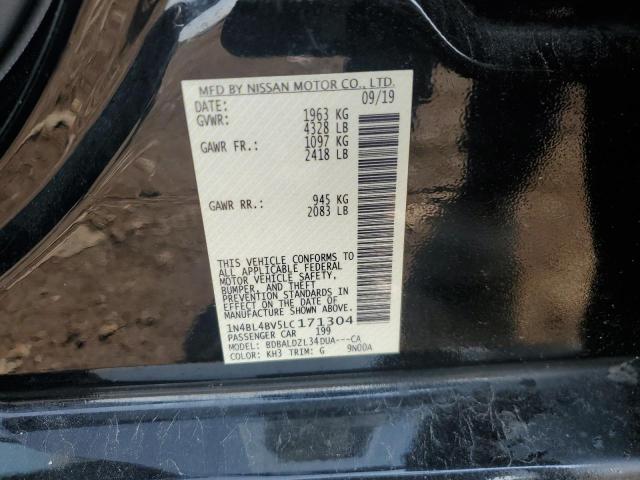 MFD BY NISSAN MOTOR CO., LTD.
DATE: 09/19
GVWR: 1963 KG
4328 LB
GAWR FR.: 1097 KG
2418 LB
GAWR RR.: 945 KG
2083 LB
THIS VEHICLE CONFORMS TO
ALL APPLICABLE FEDERAL
MOTOR VEHICLE SAFETY,
BUMPER, AND THEFT
PREVENTION STANDARDS IN
EFFECT ON THE DATE OF
MANUFACTURE SHOWN ABOVE.
1N4BL4BV5LC171304
PASSENGER CAR 199
MODEL: BDBALDZL34DUA---CA
COLOR: KH3 TRIM: G 9N00A